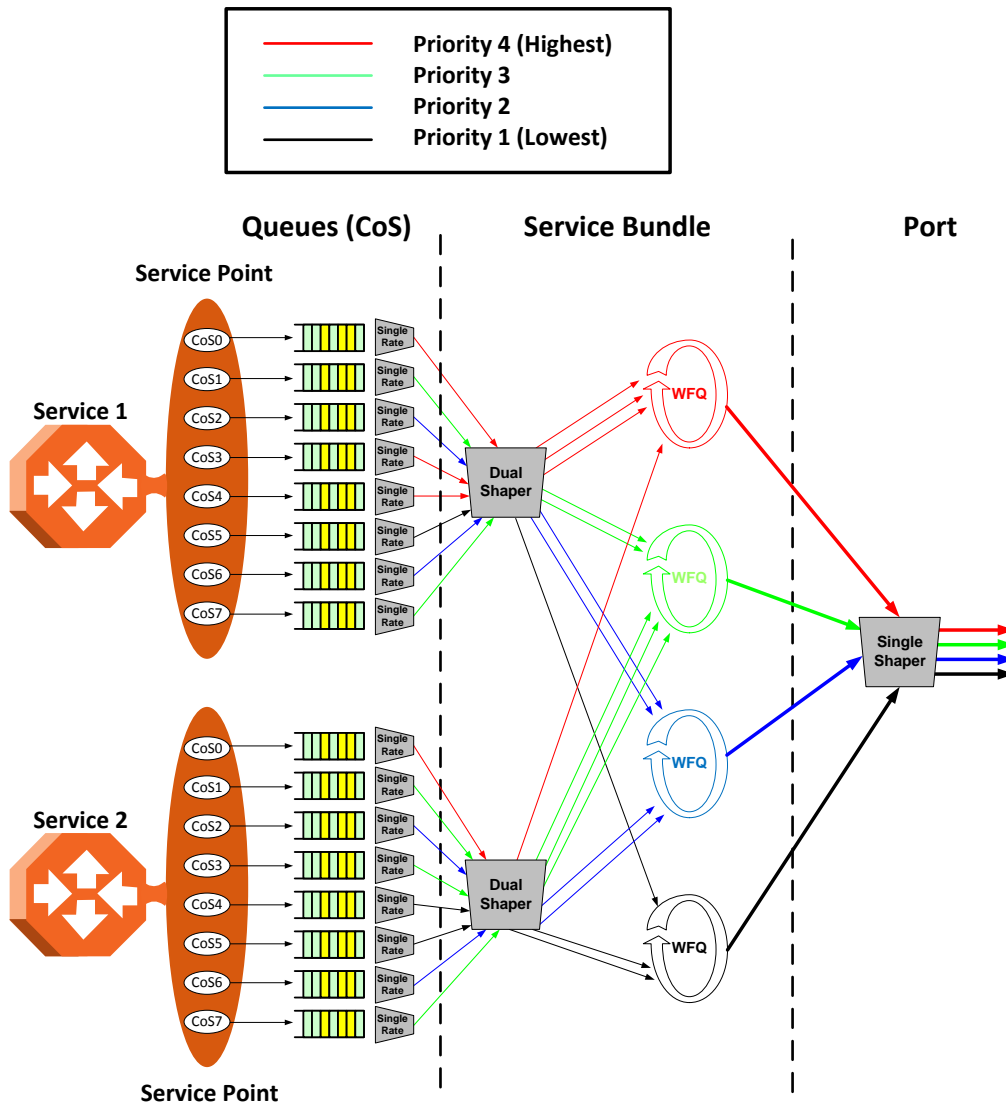 Priority 4 (Highest)
Priority 3
Priority 2
Priority 1 (Lowest)
Queues (CoS)
Service Bundle
Port
Service Point
Service 1
CoS0
CoS1
CoS2
CoS3
CoS4
CoS5
CoS6
CoS7
Single
Rate
Single
Rate
Single
Rate
Single
Rate
Single
Rate
Single
Rate
Single
Rate
Single
Rate
Dual
Shaper
WFQ
WFQ
WFQ
WFQ
Single
Shaper
Service 2
CoS0
CoS1
CoS2
CoS3
CoS4
CoS5
CoS6
CoS7
Single
Rate
Single
Rate
Single
Rate
Single
Rate
Single
Rate
Single
Rate
Single
Rate
Single
Rate
Dual
Shaper
Service Point